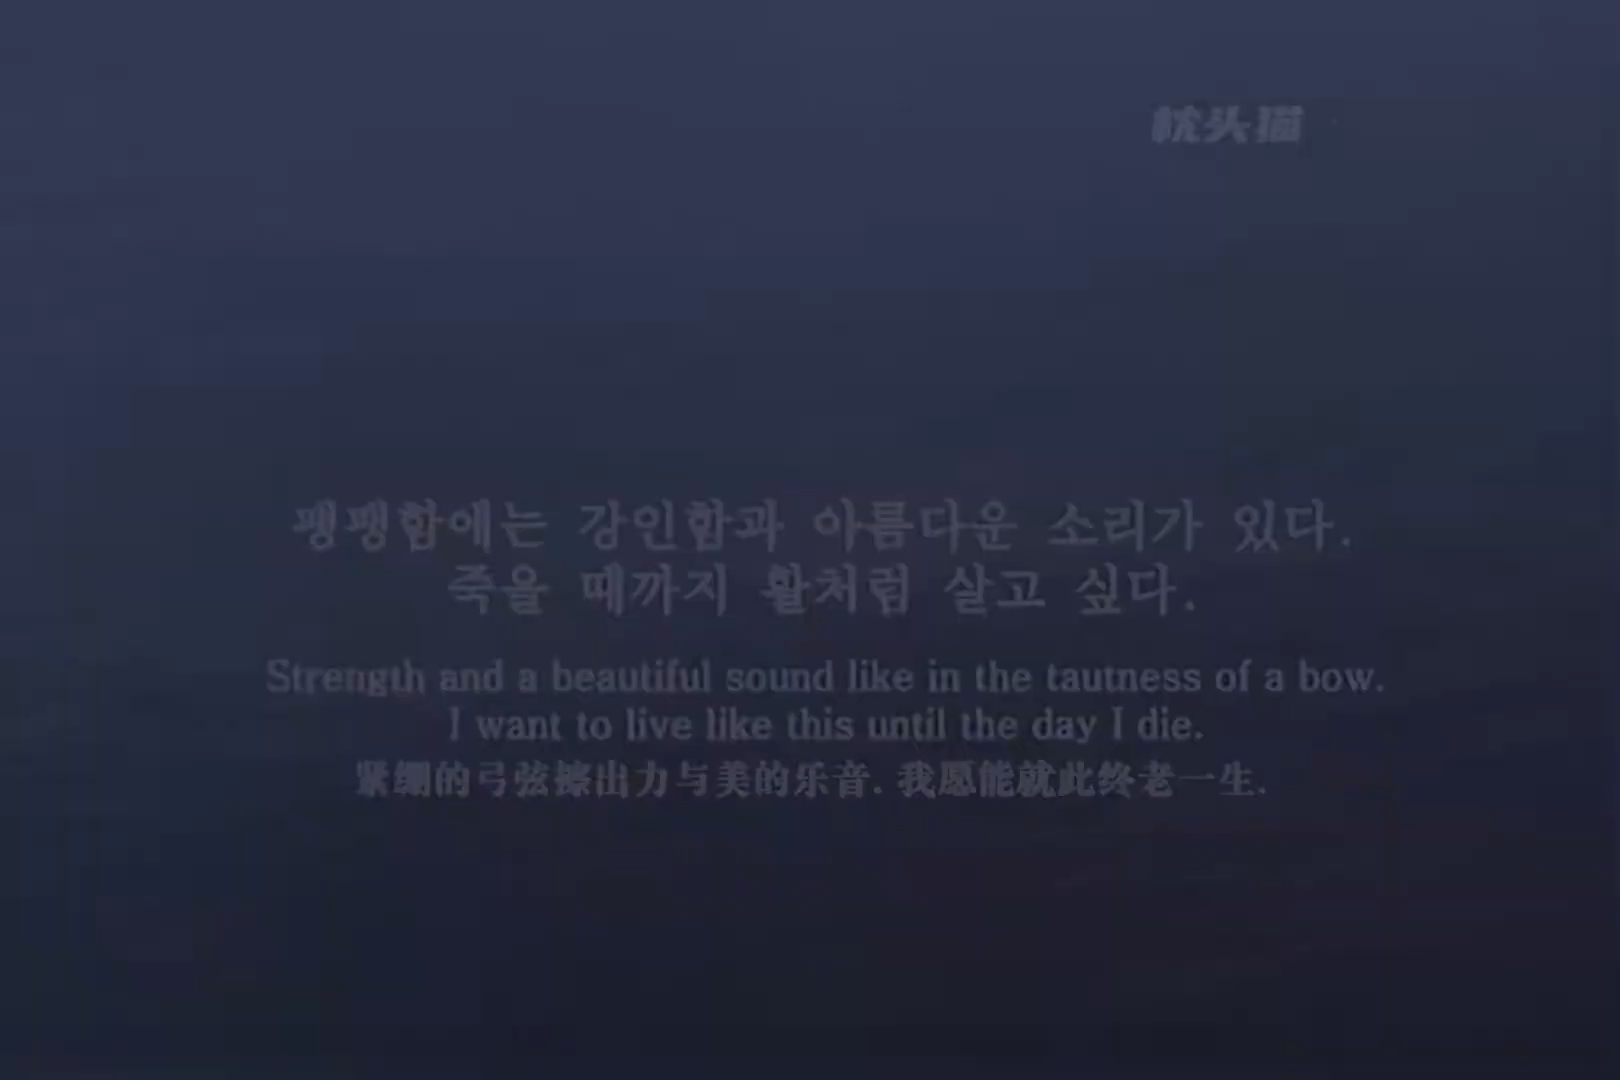 枕头猫
팽팽함에는 강인함과 아름다운 소리가 있다.
죽을 때까지 활처럼 살고 싶다.
Strength and a beautiful sound like in the tautness of a bow.
I want to live like this until the day I die.
紧绷的弓弦擦出力与美的乐音. 我愿能就此终老一生.